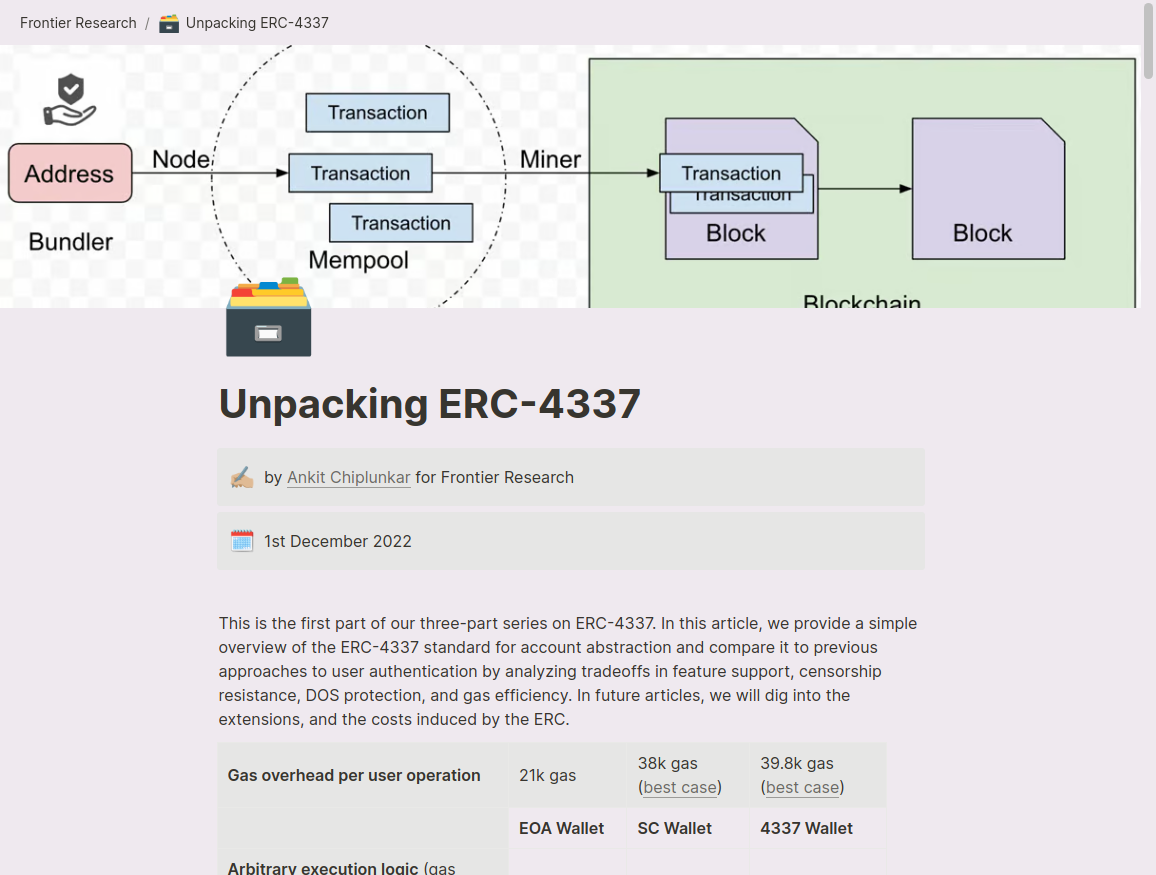 Frontier Research / Unpacking ERC-4337
Transaction
Node
Miner
Address
Transaction
Transaction
Transaction
Transaction
Bundler
Block
Block
Mempool
Blockchain
Unpacking ERC-4337
by Ankit Chiplunkar for Frontier Research
1st December 2022
This is the first part of our three-part series on ERC-4337. In this article, we provide a simple
overview of the ERC-4337 standard for account abstraction and compare it to previous
approaches to user authentication by analyzing tradeoffs in feature support, censorship
resistance, DOS protection, and gas efficiency. In future articles, we will dig into the
extensions, and the costs induced by the ERC.
Gas overhead per user operation
21k gas
38k gas
(best case)
39.8k gas
(best case)
EOA Wallet
SC Wallet
4337 Wallet
Arbitrary execution logic (gas